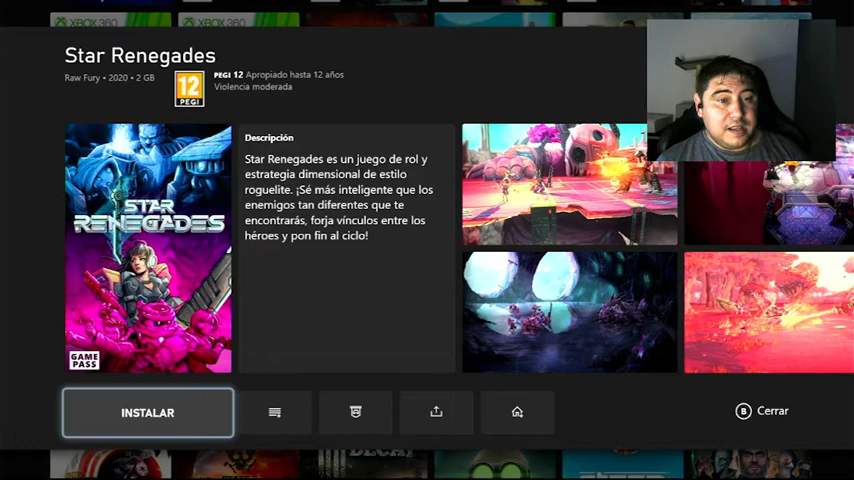 XBOX 360
XBOX 360
Star Renegades
Raw Fury • 2020 • 2 GB
12
PEGI
PEGI 12 Apropiado hasta 12 años
Violencia moderada
STAR
RENEGADES
GAME
PASS
Descripción
Star Renegades es un juego de rol y
estrategia dimensional de estilo
roguelite. ¡Sé más inteligente que los
enemigos tan diferentes que te
encontrarás, forja vínculos entre los
héroes y pon fin al ciclo!
INSTALAR
B Cerrar